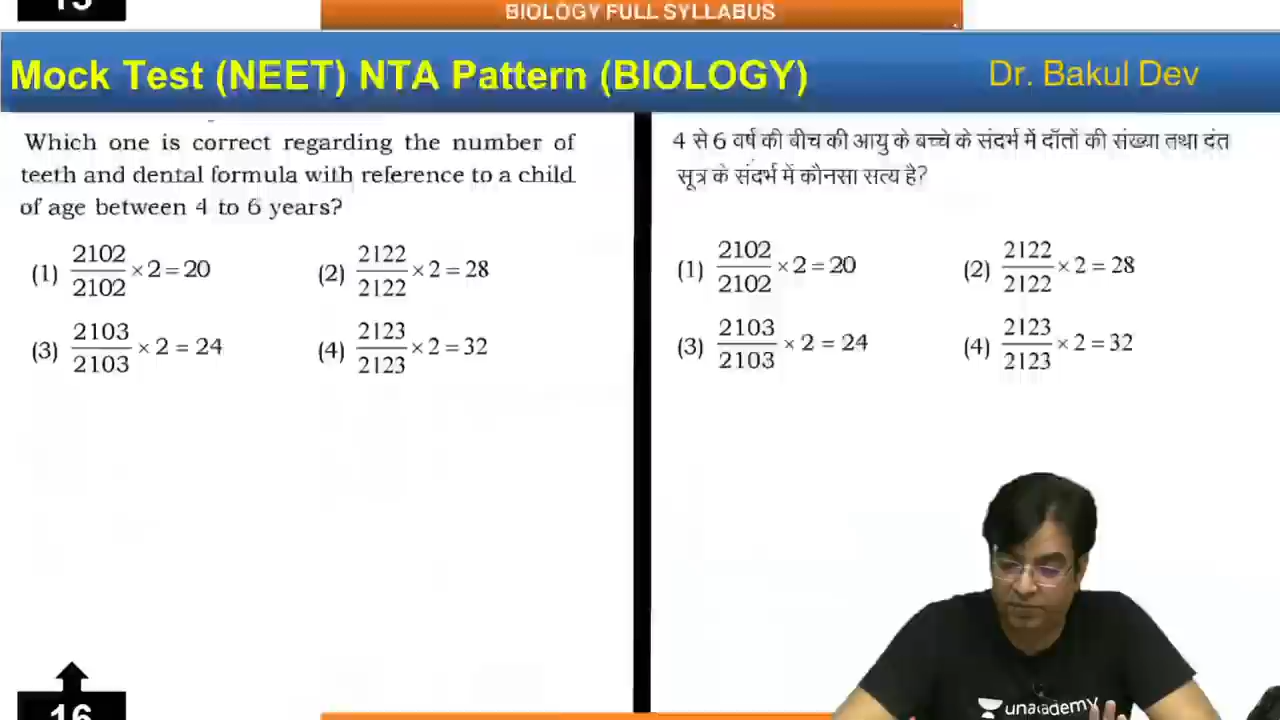 BIOLOGY FULL SYLLABUS
Mock Test (NEET) NTA Pattern (BIOLOGY)
Dr. Bakul Dev
Which one is correct regarding the number of
teeth and dental formula with reference to a child
of age between 4 to 6 years?
(1) 2102/2102 × 2 = 20
(2) 2122/2122 × 2 = 28
(3) 2103/2103 × 2 = 24
(4) 2123/2123 × 2 = 32
4 से 6 वर्ष की बीच की आयु के बच्चे के संदर्भ में दाँतों की संख्या तथा दंत
सूत्र के संदर्भ में कौनसा सत्य है?
(1) 2102/2102 × 2 = 20
(2) 2122/2122 × 2 = 28
(3) 2103/2103 × 2 = 24
(4) 2123/2123 × 2 = 32
16
unacademy